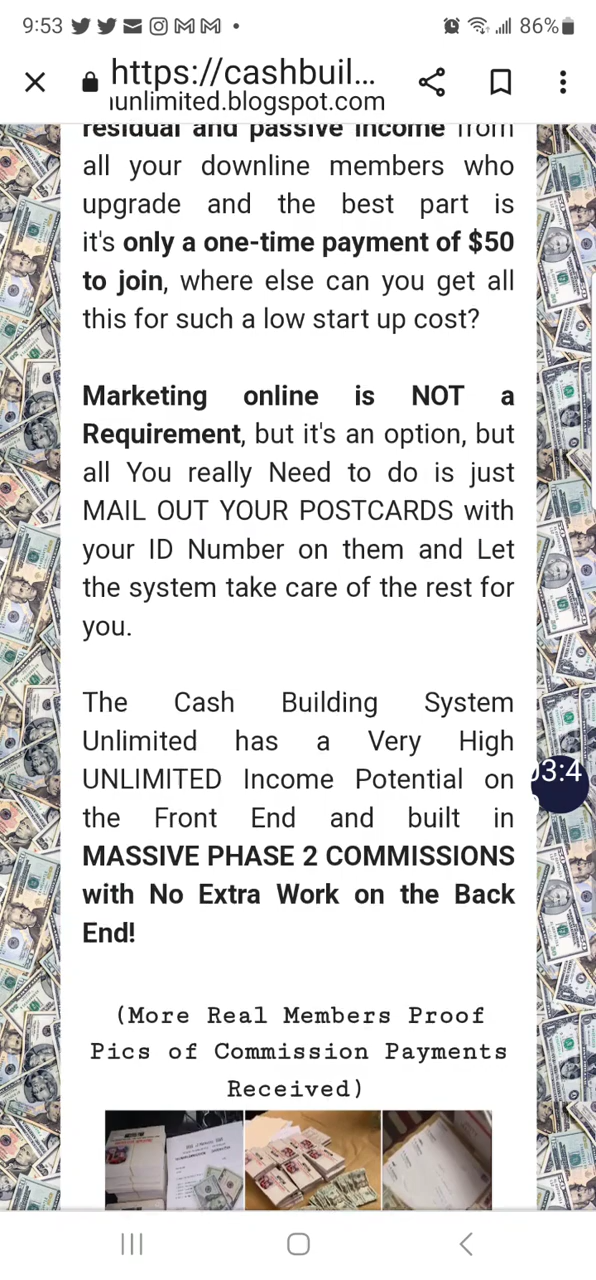 9:53
86%
https://cashbuil...
unlimited.blogspot.com
residual and passive income from
all your downline members who
upgrade and the best part is
it's only a one-time payment of $50
to join, where else can you get all
this for such a low start up cost?
Marketing online is NOT a
Requirement, but it's an option, but
all You really Need to do is just
MAIL OUT YOUR POSTCARDS with
your ID Number on them and Let
the system take care of the rest for
you.
The Cash Building System
Unlimited has a Very High
UNLIMITED Income Potential on
the Front End and built in
MASSIVE PHASE 2 COMMISSIONS
with No Extra Work on the Back
End!
(More Real Members Proof
Pics of Commission Payments
Received)